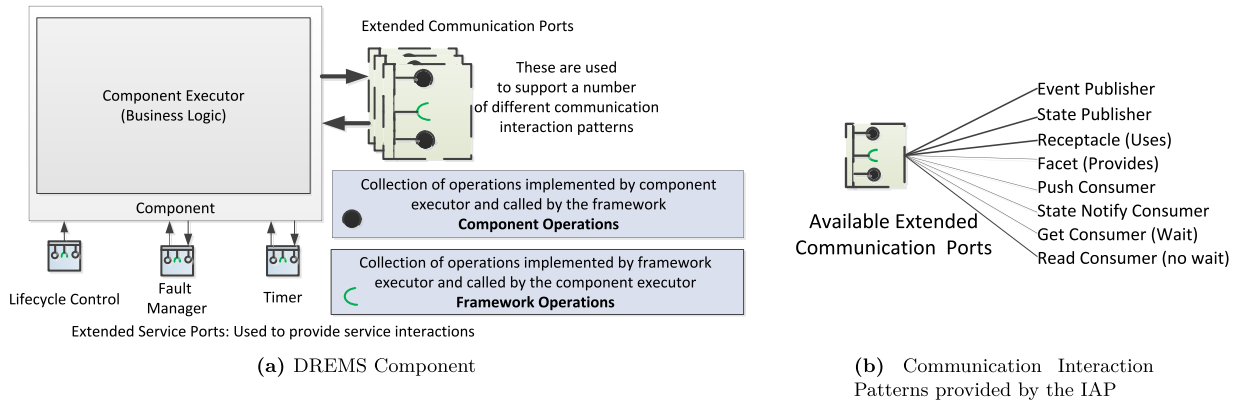 Extended Communication Ports
These are used
to support a number
of different communication
interaction patterns
Component Executor
(Business Logic)
Component
Collection of operations implemented by component
executor and called by the framework
Component Operations
Collection of operations implemented by framework
executor and called by the component executor
Framework Operations
Lifecycle Control
Fault
Manager
Timer
Extended Service Ports: Used to provide service interactions
(a) DREMS Component
Event Publisher
State Publisher
Receptacle (Uses)
Facet (Provides)
Push Consumer
State Notify Consumer
Get Consumer (Wait)
Read Consumer (no wait)
Available Extended
Communication Ports
(b) Communication Interaction
Patterns provided by the IAP